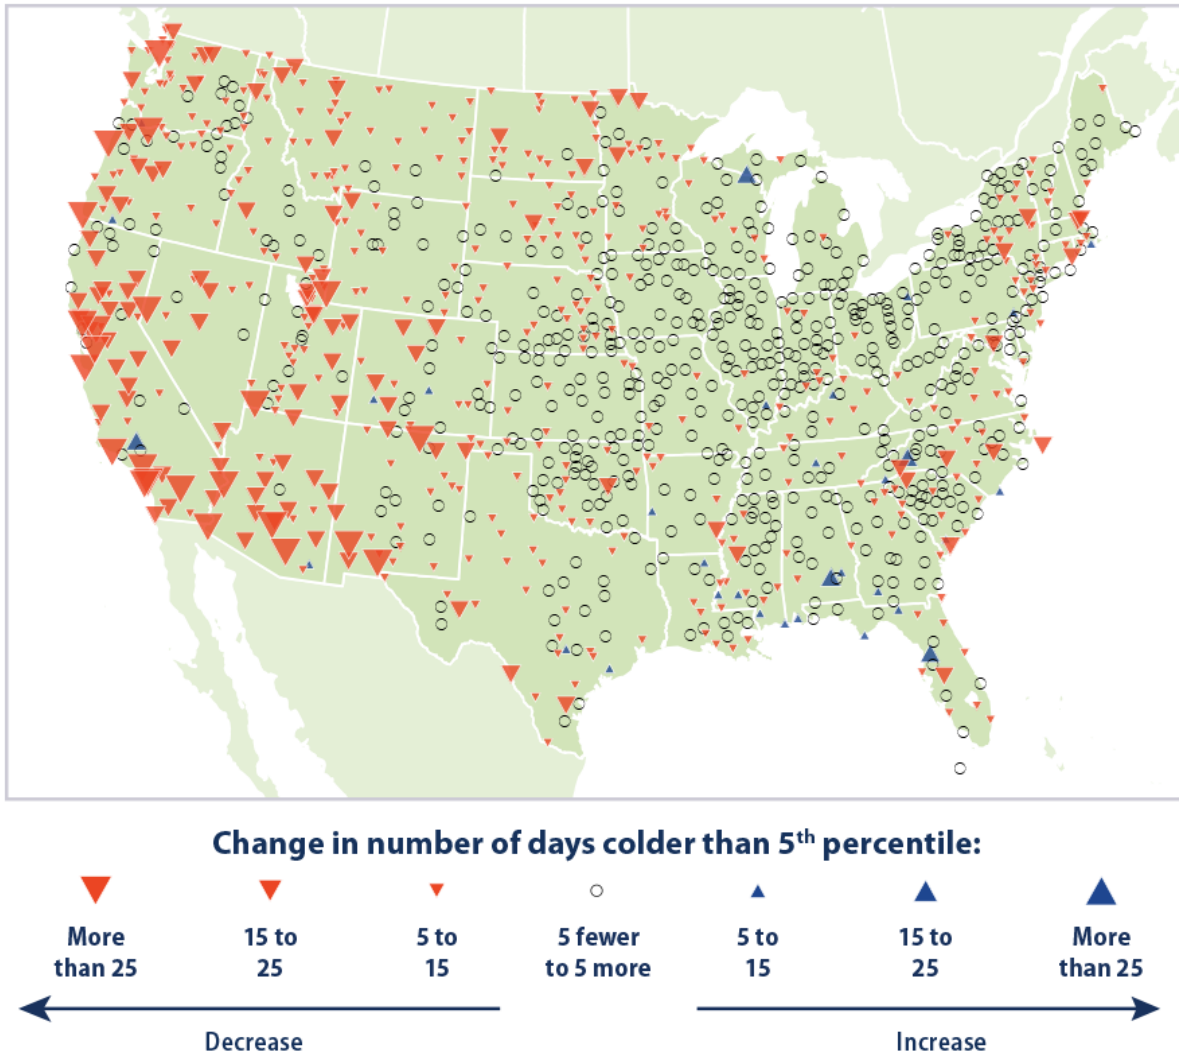 Change in number of days colder than 5th percentile:
More than 25
15 to 25
5 to 15
5 fewer to 5 more
5 to 15
15 to 25
More than 25
Decrease
Increase